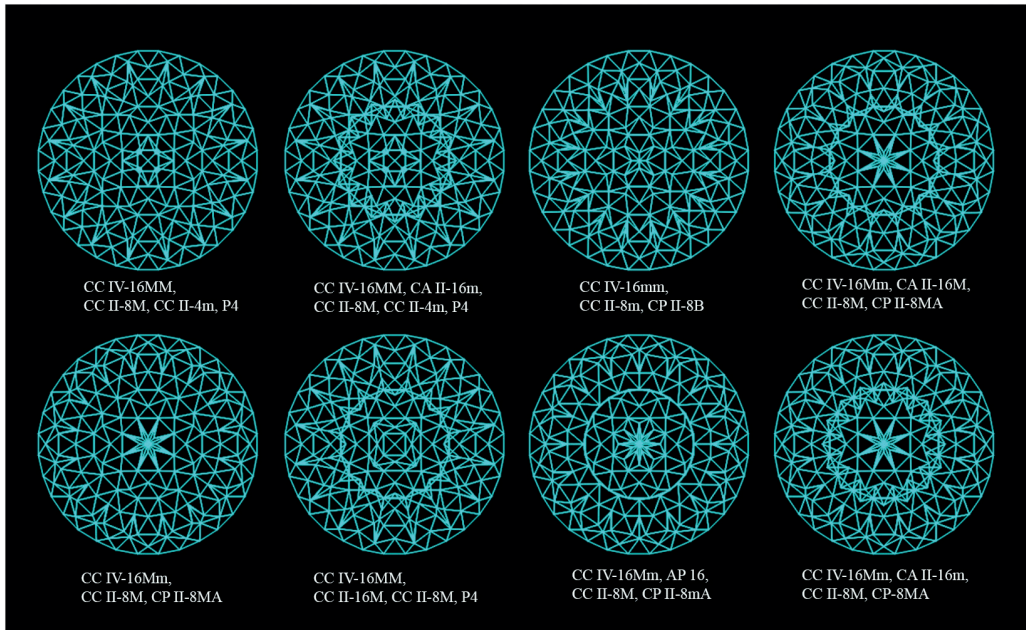 CC IV-16MM,
CC II-8M, CC II-4m, P4
CC IV-16MM, CA II-16m,
CC II-8M, CC II-4m, P4
CC IV-16mm,
CC II-8m, CP II-8B
CC IV-16Mm, CA II-16M,
CC II-8M, CP II-8MA
CC IV-16Mm,
CC II-8M, CP II-8MA
CC IV-16MM,
CC II-16M, CC II-8M, P4
CC IV-16Mm, AP 16,
CC II-8M, CP II-8mA
CC IV-16Mm, CA II-16m,
CC II-8M, CP-8MA